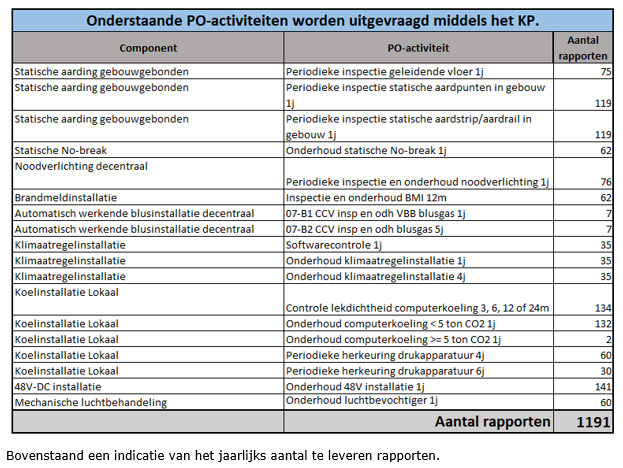 Onderstaande PO-activiteiten worden uitgevraagd middels het KP.
Component PO-activiteit Aantal rapporten
Statische aarding gebouwgebonden Periodieke inspectie geleidende vloer 1j 75
Statische aarding gebouwgebonden Periodieke inspectie statische aardpunten in gebouw
1j 119
Statische aarding gebouwgebonden Periodieke inspectie statische aardstrip/aardrail in
gebouw 1j 119
Statische No-break Onderhoud statische No-break 1j 62
Noodverlichting decentraal
Periodieke inspectie en onderhoud noodverlichting 1j 76
Brandmeldinstallatie Inspectie en onderhoud BMI 12m 62
Automatisch werkende blusinstallatie decentraal 07-B1 CCV insp en odh VBB blusgas 1j 7
Automatisch werkende blusinstallatie decentraal 07-B2 CCV insp en odh blusgas 5j 7
Klimaatregelinstallatie Softwarecontrole 1j 35
Klimaatregelinstallatie Onderhoud klimaatregelinstallatie 1j 35
Klimaatregelinstallatie Onderhoud klimaatregelinstallatie 4j 35
Koelinstallatie Lokaal
Controle lekdichtheid computerkoeling 3, 6, 12 of 24m 134
Koelinstallatie Lokaal Onderhoud computerkoeling < 5 ton CO2 1j 132
Koelinstallatie Lokaal Onderhoud computerkoeling >= 5 ton CO2 1j 2
Koelinstallatie Lokaal Periodieke herkeuring drukapparatuur 4j 60
Koelinstallatie Lokaal Periodieke herkeuring drukapparatuur 6j 30
48V-DC installatie Onderhoud 48V installatie 1j 141
Mechanische luchtbehandeling Onderhoud luchtbevochtiger 1j 60
Aantal rapporten 1191
Bovenstaand een indicatie van het jaarlijks aantal te leveren rapporten.